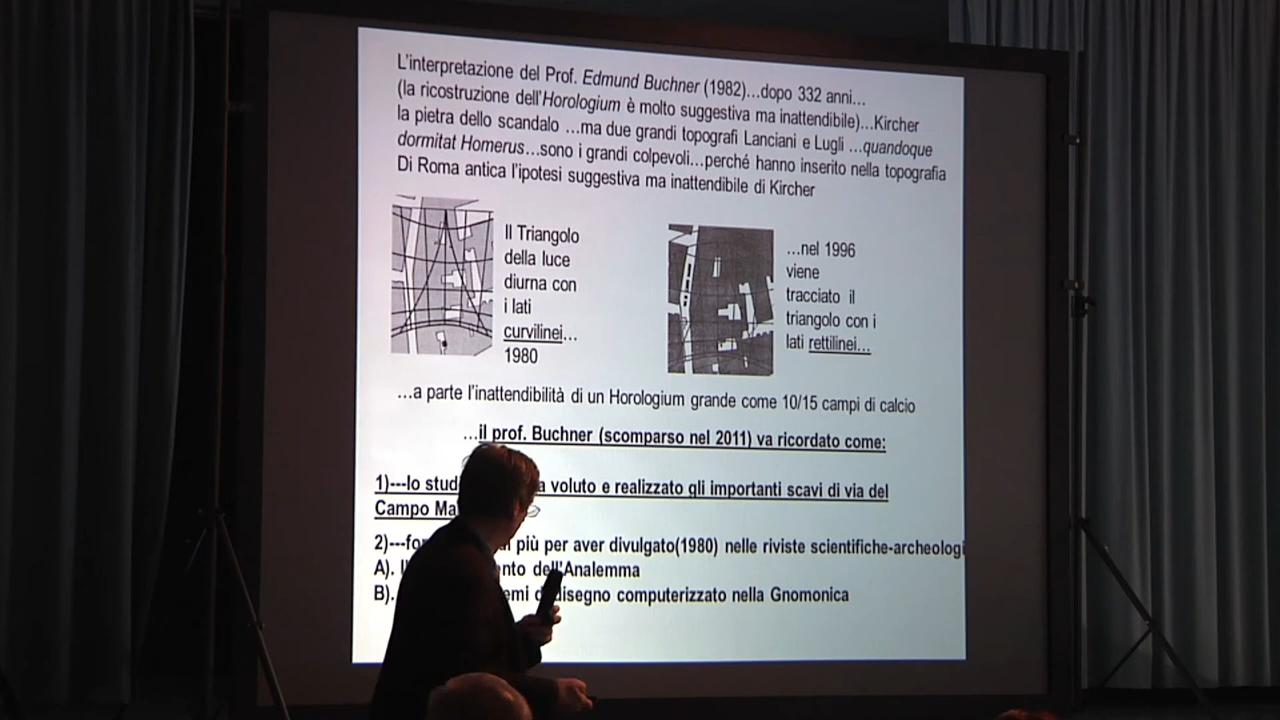 L'interpretazione del Prof. Edmund Buchner (1982)...dopo 332 anni...
(la ricostruzione dell'Horologium è molto suggestiva ma inattendibile)...Kircher
la pietra dello scandalo ...ma due grandi topografi Lanciani e Lugli ...quandoque
dormitat Homerus...sono i grandi colpevoli...perché hanno inserito nella topografia
Di Roma antica l'ipotesi suggestiva ma inattendibile di Kircher
Il Triangolo
della luce
diurna con
i lati
curvilinei...
1980
...nel 1996
viene
tracciato il
triangolo con i
lati rettilinei...
...a parte l'inattendibilità di un Horologium grande come 10/15 campi di calcio
...il prof. Buchner (scomparso nel 2011) va ricordato come:
1)---lo voluto e realizzato gli importanti scavi di via del
Campo
2)--- più per aver divulgato(1980) nelle riviste scientifiche-archeologi
A). dell'Analemma
B). disegno computerizzato nella Gnomonica